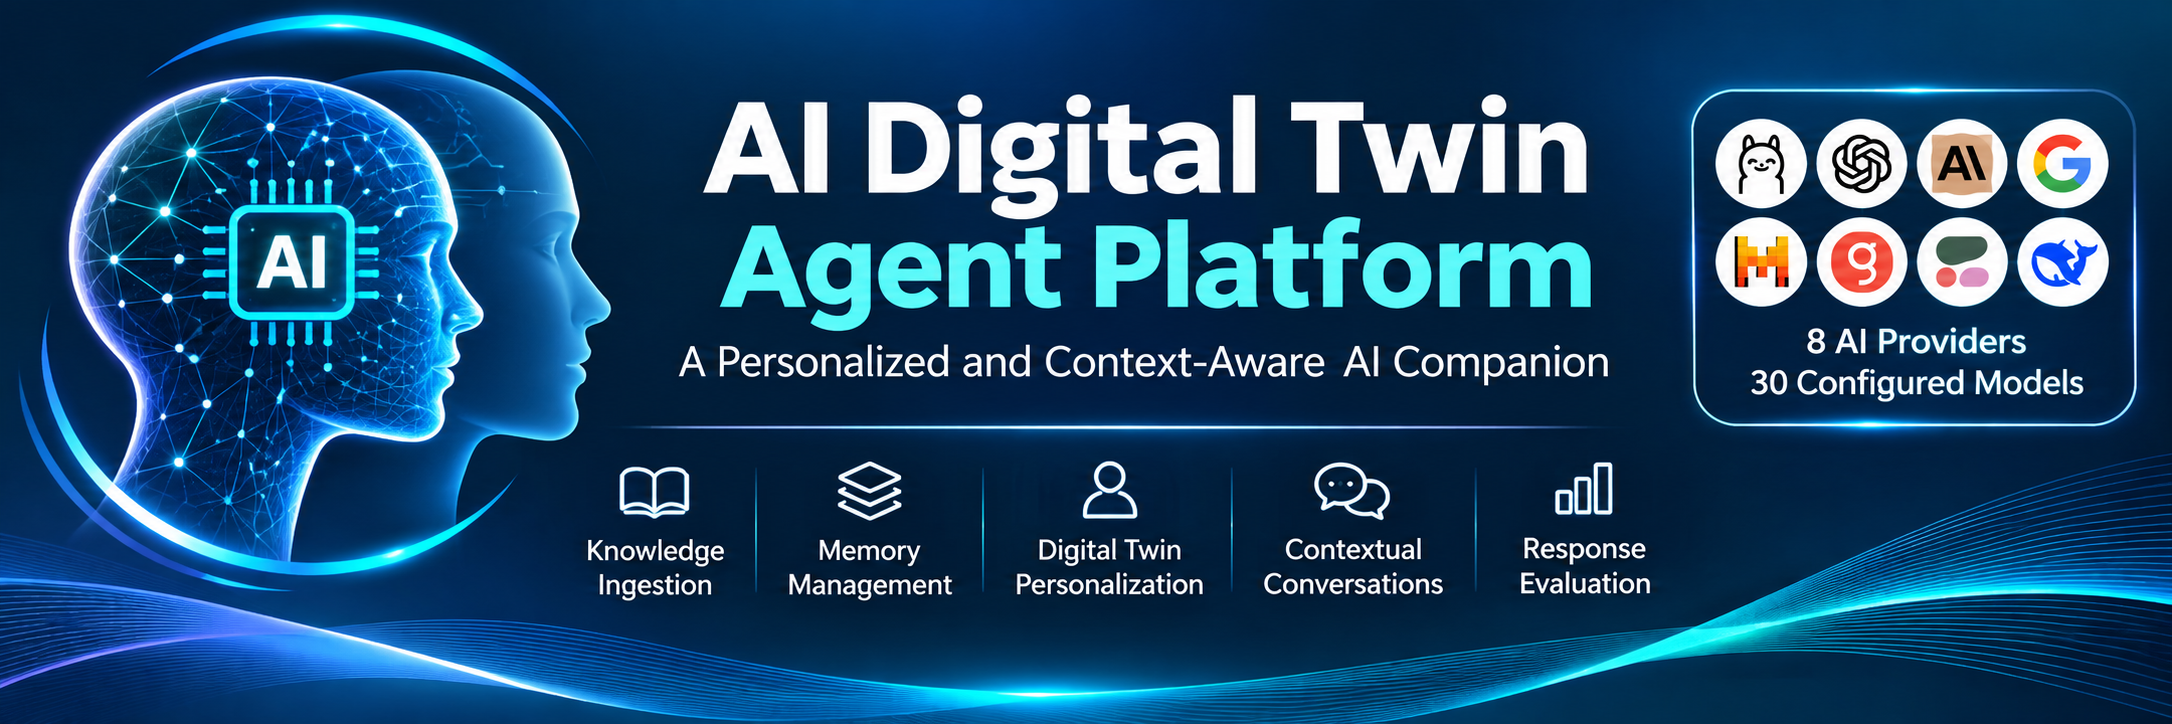 AI
AI Digital Twin
Agent Platform
A Personalized and Context-Aware AI Companion
Knowledge
Ingestion
Memory
Management
Digital Twin
Personalization
Contextual
Conversations
Response
Evaluation
AI
G
M
g
8 AI Providers
30 Configured Models